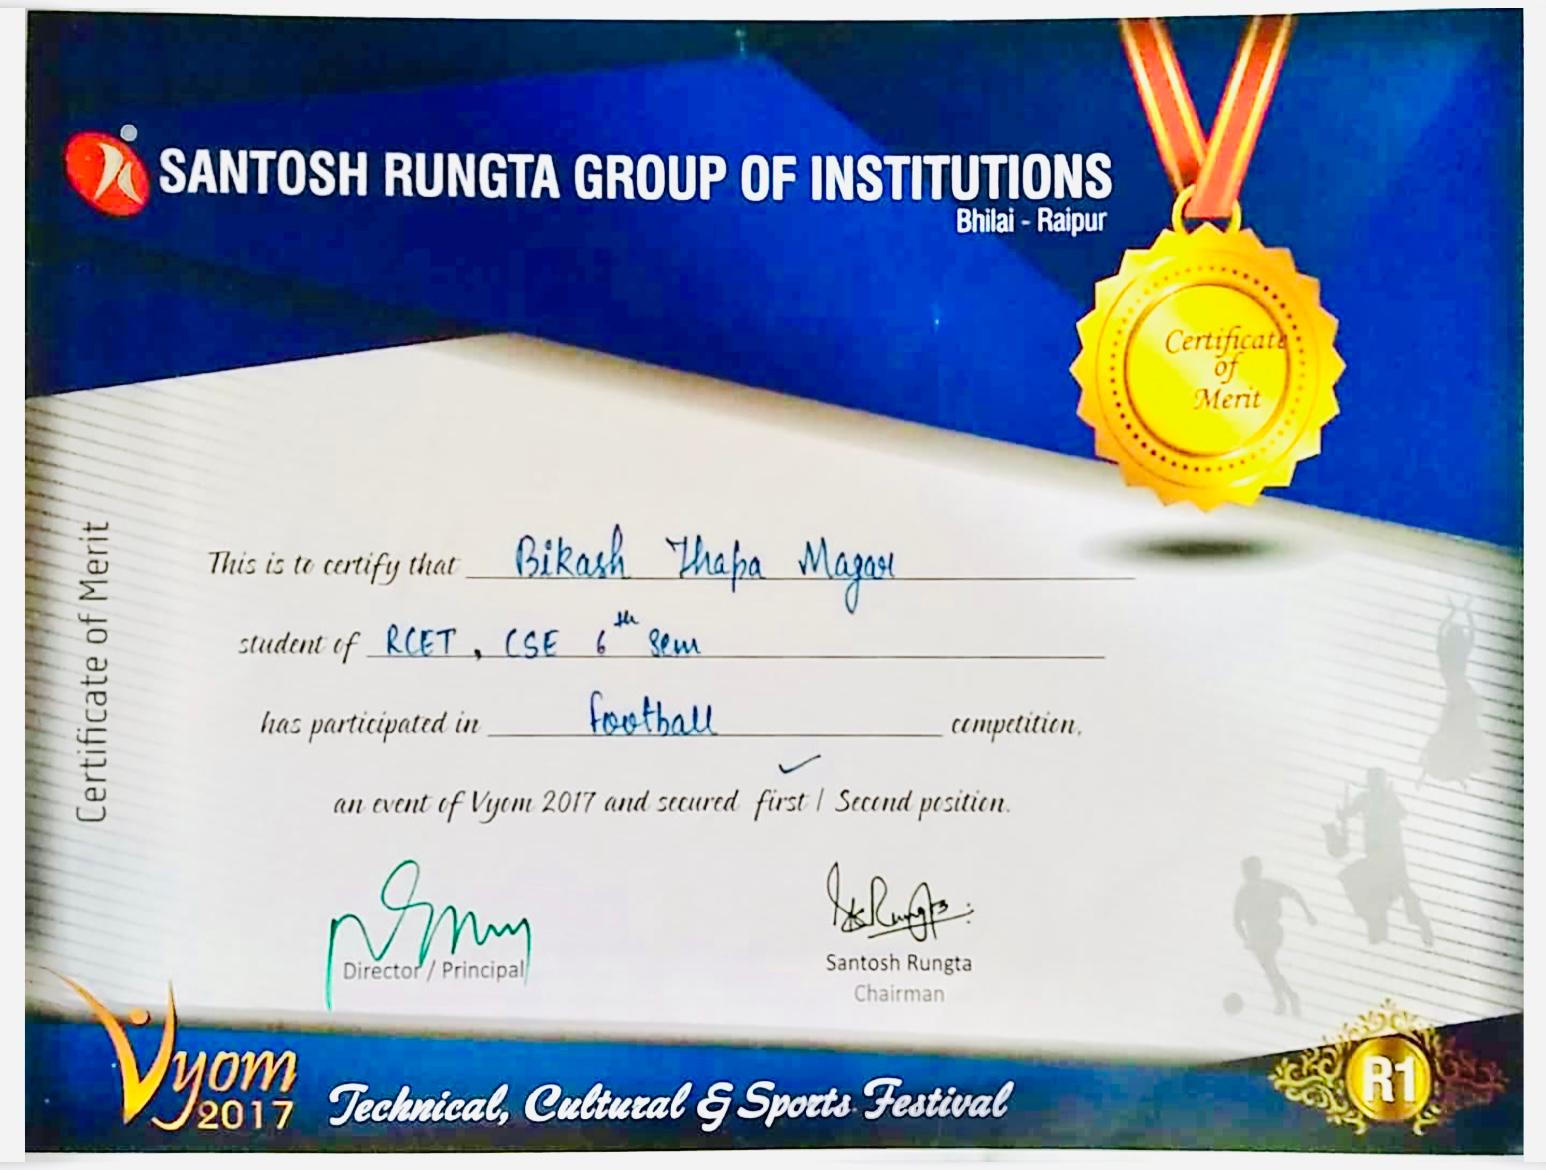 SANTOSH RUNGTA GROUP OF INSTITUTIONS
Bhilai - Raipur
Certificate
of
Merit
Certificate of Merit
This is to certify that Bikash Thapa Magar
student of RCET, CSE 6th Sem
has participated in football competition,
an event of Vyom 2017 and secured first / Second position.
Director / Principal
Santosh Rungta
Chairman
Vyom
2017
Technical, Cultural & Sports Festival
R1